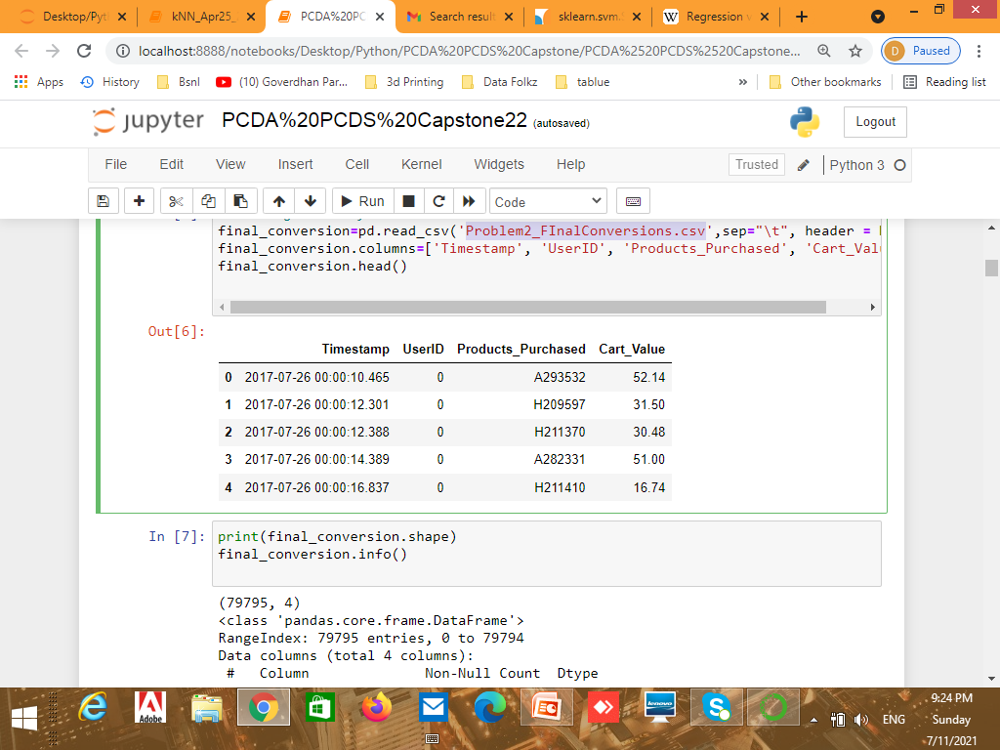 Desktop/Pyt
kNN_Apr25_
PCDA%20PC
Search result
sklearn.svm.
Regression v
localhost:8888/notebooks/Desktop/Python/PCDA%20PCDS%20Capstone/PCDA%2520PCDS%2520Capstone...
D Paused
Apps
History
Bsnl
(10) Goverdhan Par...
3d Printing
Data Folkz
tablue
»
Other bookmarks
Reading list
jupyter PCDA%20PCDS%20Capstone22 (autosaved)
Logout
File Edit View Insert Cell Kernel Widgets Help
Trusted
Python 3
Run
Code
final_conversion=pd.read_csv('Problem2_FInalConversions.csv',sep="\t", header =
final_conversion.columns=['Timestamp', 'UserID', 'Products_Purchased', 'Cart_Valu
final_conversion.head()
Out[6]:
Timestamp UserID Products_Purchased Cart_Value
0 2017-07-26 00:00:10.465 0 A293532 52.14
1 2017-07-26 00:00:12.301 0 H209597 31.50
2 2017-07-26 00:00:12.388 0 H211370 30.48
3 2017-07-26 00:00:14.389 0 A282331 51.00
4 2017-07-26 00:00:16.837 0 H211410 16.74
In [7]: print(final_conversion.shape)
final_conversion.info()
(79795, 4)
<class 'pandas.core.frame.DataFrame'>
RangeIndex: 79795 entries, 0 to 79794
Data columns (total 4 columns):
# Column Non-Null Count Dtype
Adobe
lenovo
ENG
9:24 PM
Sunday
7/11/2021